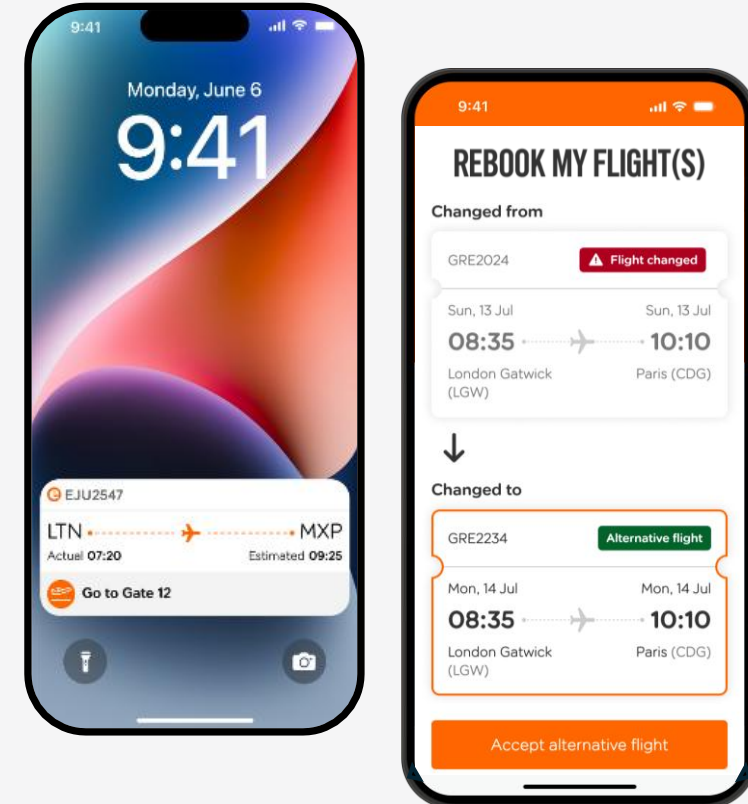 9:41
Monday, June 6
9:41
EJU2547
LTN MXP
Actual 07:20 Estimated 09:25
Go to Gate 12
9:41
REBOOK MY FLIGHT(S)
Changed from
GRE2024 Flight changed
Sun, 13 Jul Sun, 13 Jul
08:35 10:10
London Gatwick Paris (CDG)
(LGW)
Changed to
GRE2234 Alternative flight
Mon, 14 Jul Mon, 14 Jul
08:35 10:10
London Gatwick Paris (CDG)
(LGW)
Accept alternative flight